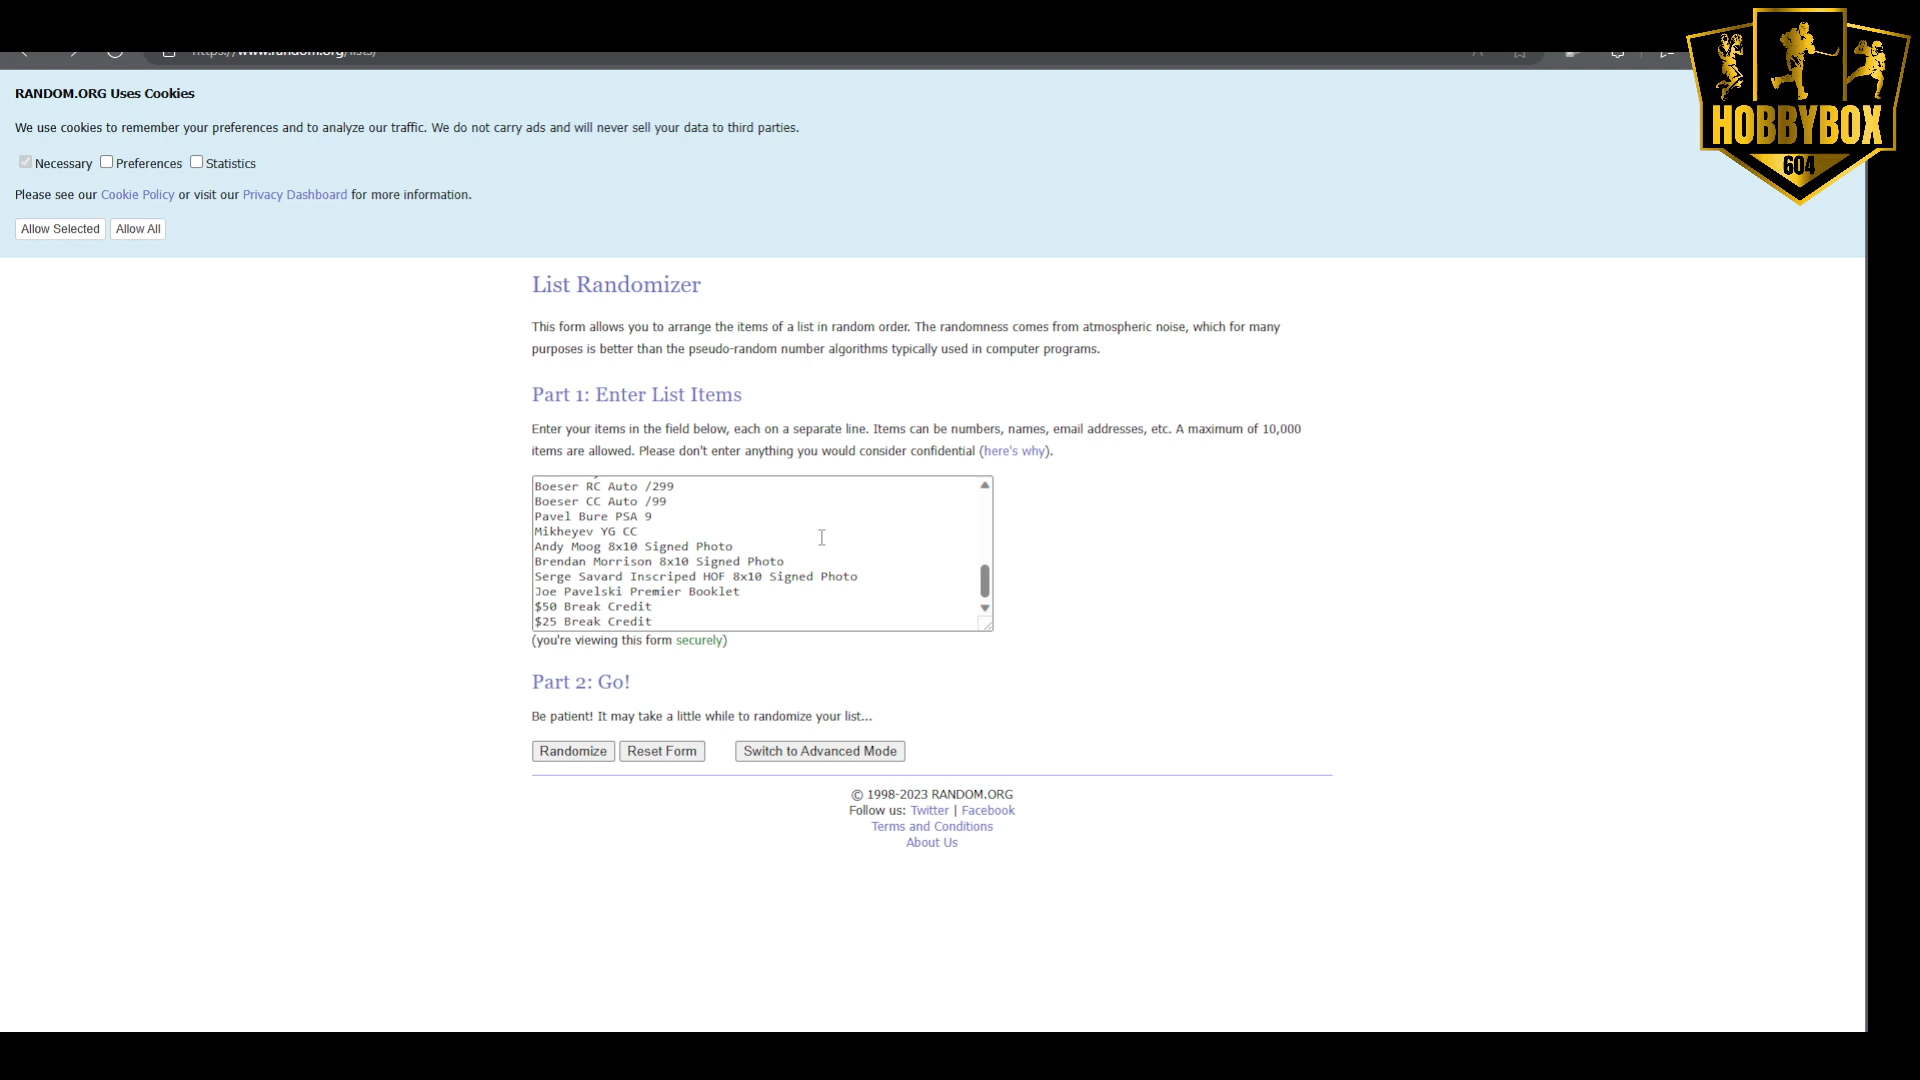 https://www.random.org/lists/
HOBBYBOX
604
RANDOM.ORG Uses Cookies
We use cookies to remember your preferences and to analyze our traffic. We do not carry ads and will never sell your data to third parties.
Necessary Preferences Statistics
Please see our Cookie Policy or visit our Privacy Dashboard for more information.
Allow Selected Allow All
List Randomizer
This form allows you to arrange the items of a list in random order. The randomness comes from atmospheric noise, which for many
purposes is better than the pseudo-random number algorithms typically used in computer programs.
Part 1: Enter List Items
Enter your items in the field below, each on a separate line. Items can be numbers, names, email addresses, etc. A maximum of 10,000
items are allowed. Please don't enter anything you would consider confidential (here's why).
Boeser RC Auto /299
Boeser CC Auto /99
Pavel Bure PSA 9
Mikheyev YG CC
Andy Moog 8x10 Signed Photo
Brendan Morrison 8x10 Signed Photo
Serge Savard Inscriped HOF 8x10 Signed Photo
Joe Pavelski Premier Booklet
$50 Break Credit
$25 Break Credit
(you're viewing this form securely)
Part 2: Go!
Be patient! It may take a little while to randomize your list...
Randomize Reset Form Switch to Advanced Mode
© 1998-2023 RANDOM.ORG
Follow us: Twitter | Facebook
Terms and Conditions
About Us